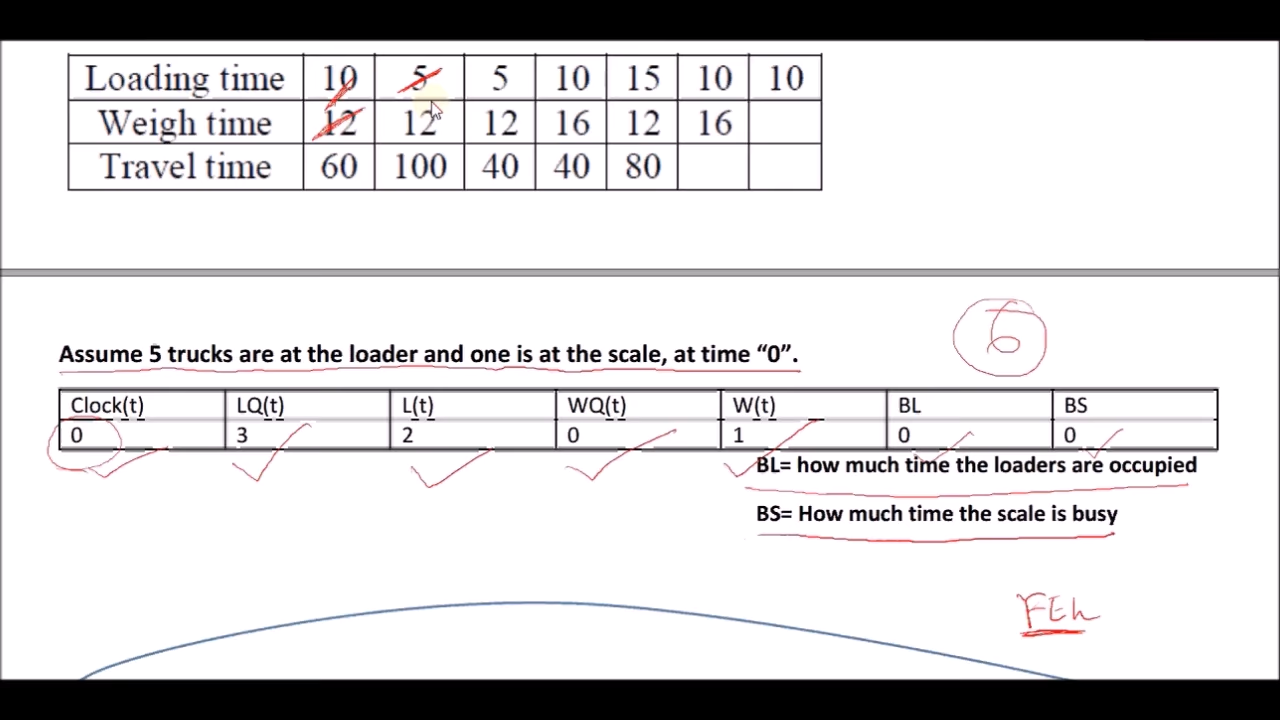 Loading time 10 5 5 10 15 10 10
Weigh time 12 12 12 16 12 16
Travel time 60 100 40 40 80
6
Assume 5 trucks are at the loader and one is at the scale, at time “0”.
Clock(t) LQ(t) L(t) WQ(t) W(t) BL BS
0 3 2 0 1 0 0
BL= how much time the loaders are occupied
BS= How much time the scale is busy